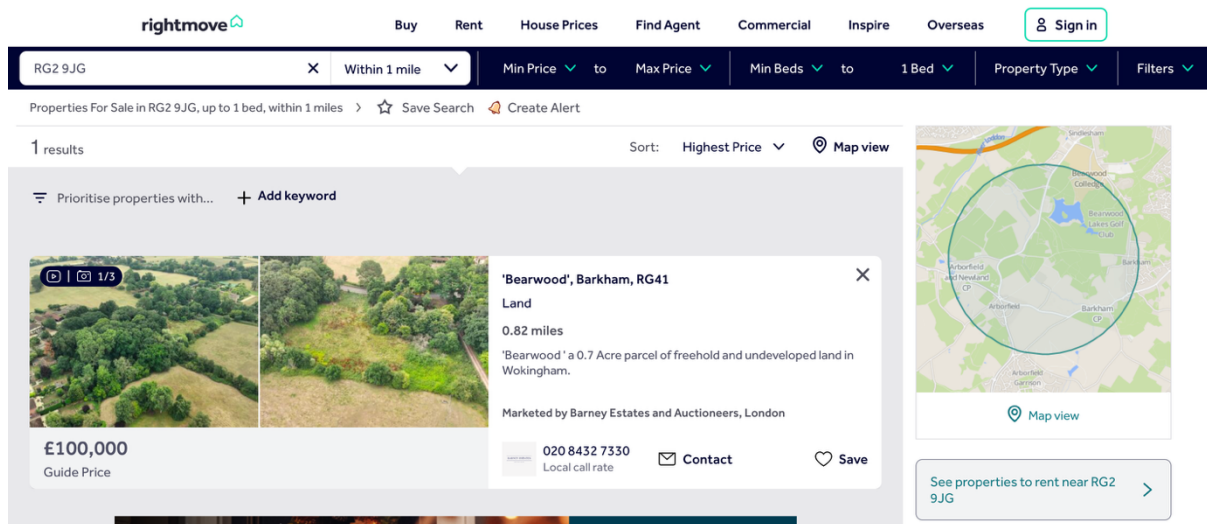 rightmove
Buy Rent House Prices Find Agent Commercial Inspire Overseas Sign in
RG2 9JG Within 1 mile Min Price to Max Price Min Beds to 1 Bed Property Type Filters
Properties For Sale in RG2 9JG, up to 1 bed, within 1 miles > Save Search Create Alert
1 results Sort: Highest Price Map view
Prioritise properties with... + Add keyword
1/3
'Bearwood', Barkham, RG41
Land
0.82 miles
'Bearwood ' a 0.7 Acre parcel of freehold and undeveloped land in
Wokingham.
Marketed by Barney Estates and Auctioneers, London
£100,000
Guide Price
020 8432 7330
Local call rate
Contact
Save
Loddon
Sindlesham
Bearwood
College
Bearwood
Lakes Golf
Club
Arborfield
and Newland
CP
Barkham
Arborfield
Barkham
CP
Arborfield
Garrison
Map view
See properties to rent near RG2
9JG